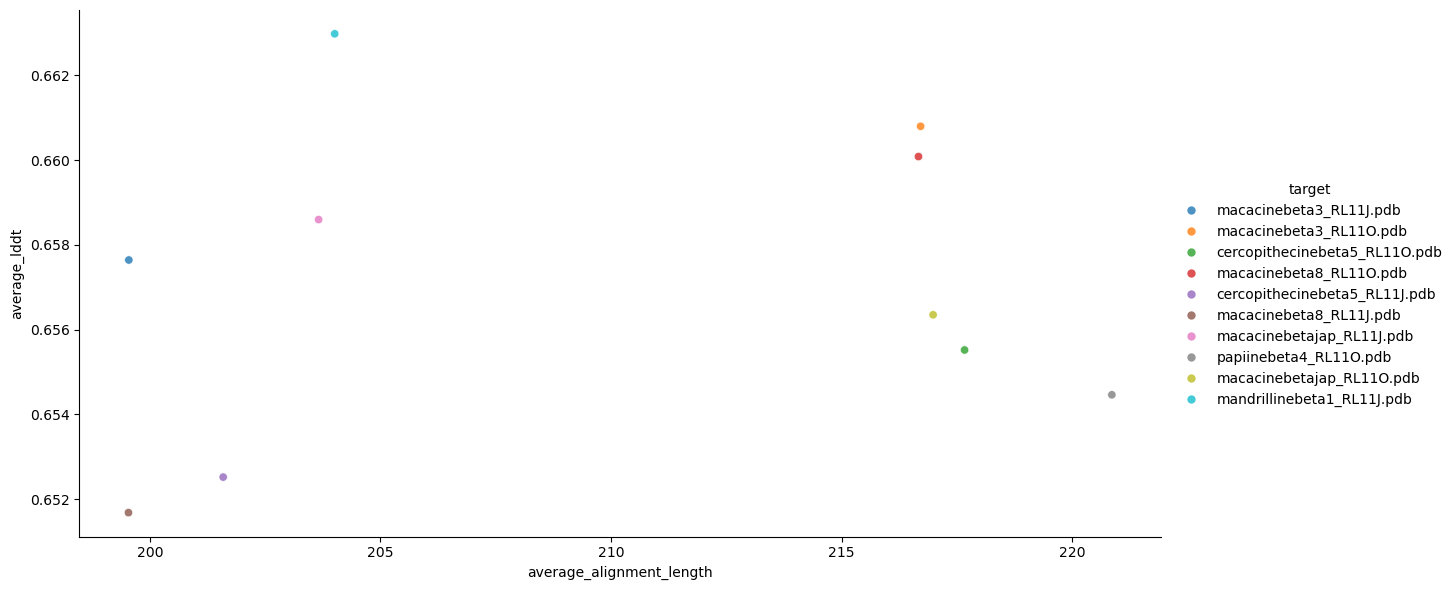 0.662
0.660
0.658
0.656
0.654
0.652
average_lddt
200
205
210
215
220
average_alignment_length
target
macacinebeta3_RL11J.pdb
macacinebeta3_RL11O.pdb
cercopithecinebeta5_RL11O.pdb
macacinebeta8_RL11O.pdb
cercopithecinebeta5_RL11J.pdb
macacinebeta8_RL11J.pdb
macacinebetajap_RL11J.pdb
papiinebeta4_RL11O.pdb
macacinebetajap_RL11O.pdb
mandrillinebeta1_RL11J.pdb